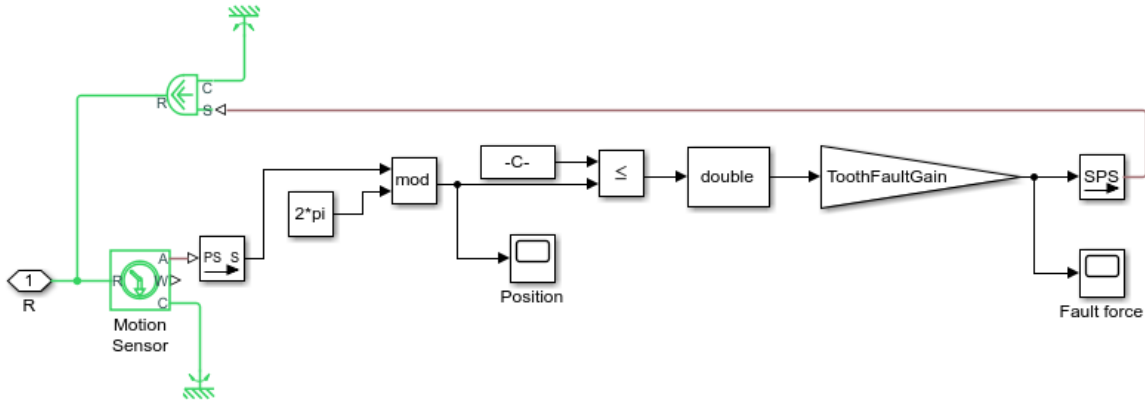 C
R
S
-C-
≤
double
ToothFaultGain
SPS
mod
2*pi
PS S
A
R
W
C
1
R
Position
Motion
Sensor
Fault force